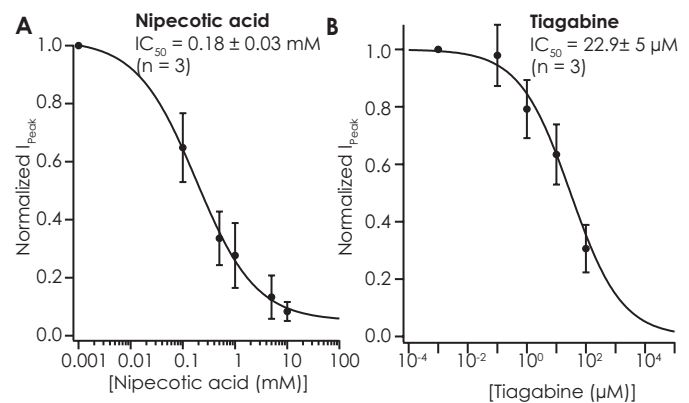 A
Nipecotic acid
IC50 = 0.18 ± 0.03 mM
(n = 3)
1.0
0.8
0.6
0.4
0.2
0.0
Normalized IPeak
0.001
0.01
0.1
1
10
100
[Nipecotic acid (mM)]
B
Tiagabine
IC50 = 22.9± 5 µM
(n = 3)
1.0
0.8
0.6
0.4
0.2
0.0
Normalized IPeak
10-4
10-2
100
102
104
[Tiagabine (µM)]